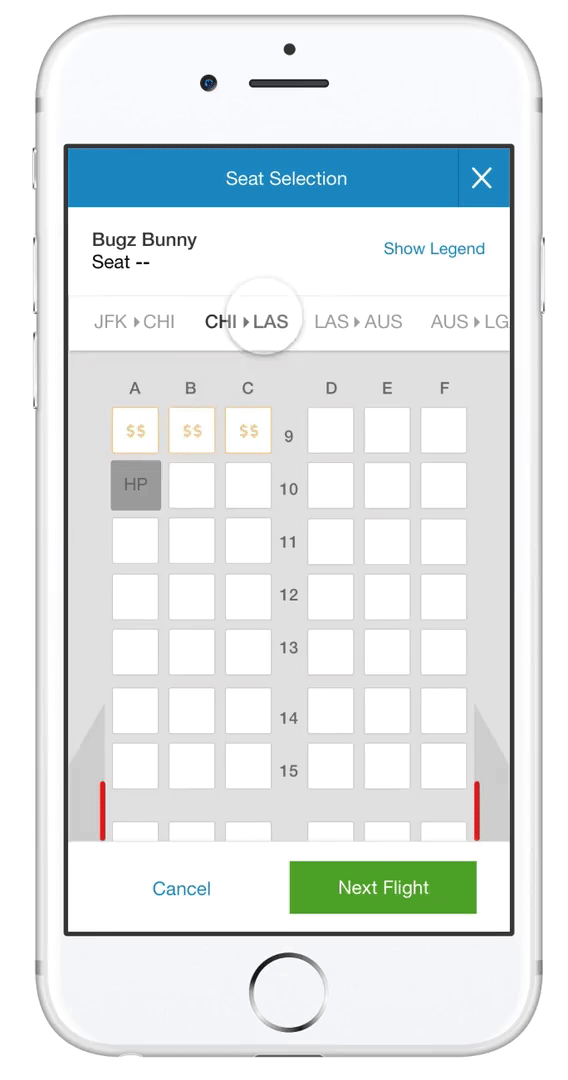 Seat Selection
Bugz Bunny
Show Legend
Seat --
JFK ▸ CHI CHI ▸ LAS LAS ▸ AUS AUS ▸ LG
A B C D E F
$$ $$ $$ 9
HP 10
11
12
13
14
15
Cancel Next Flight